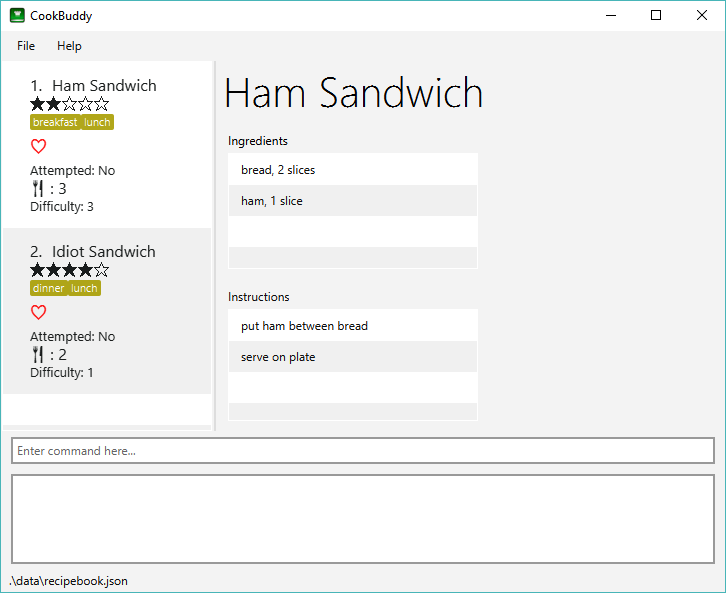 CookBuddy
File Help
1. Ham Sandwich
breakfast lunch
Attempted: No
: 3
Difficulty: 3
2. Idiot Sandwich
dinner lunch
Attempted: No
: 2
Difficulty: 1
Ham Sandwich
Ingredients
bread, 2 slices
ham, 1 slice
Instructions
put ham between bread
serve on plate
Enter command here...
.\data\recipebook.json